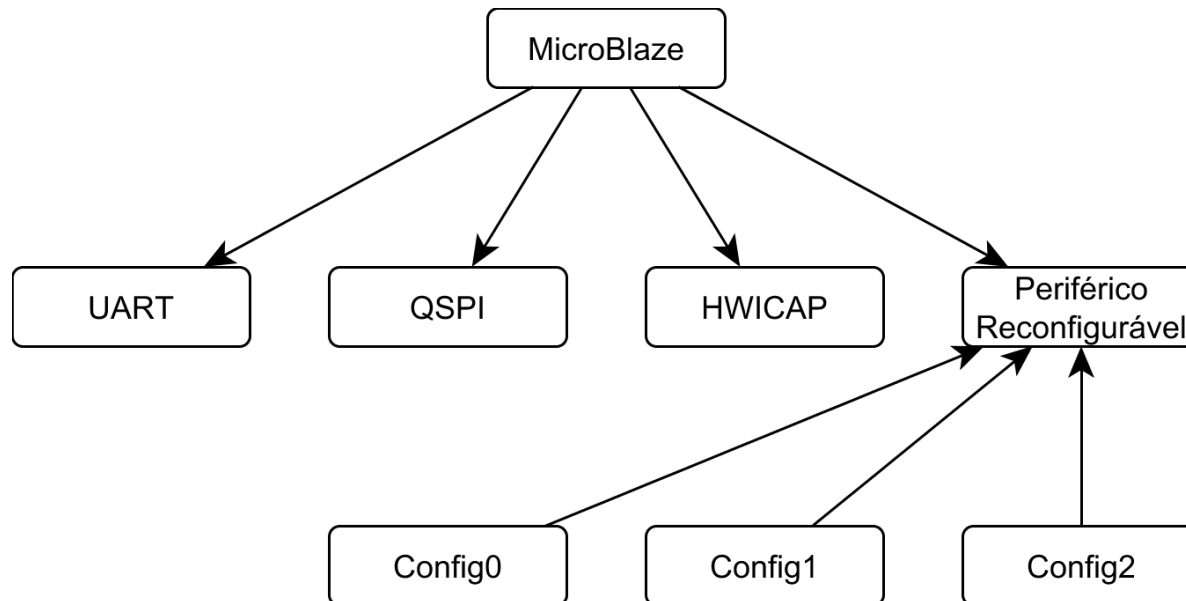 MicroBlaze
UART
QSPI
HWICAP
Periférico
Reconfigurável
Config0
Config1
Config2